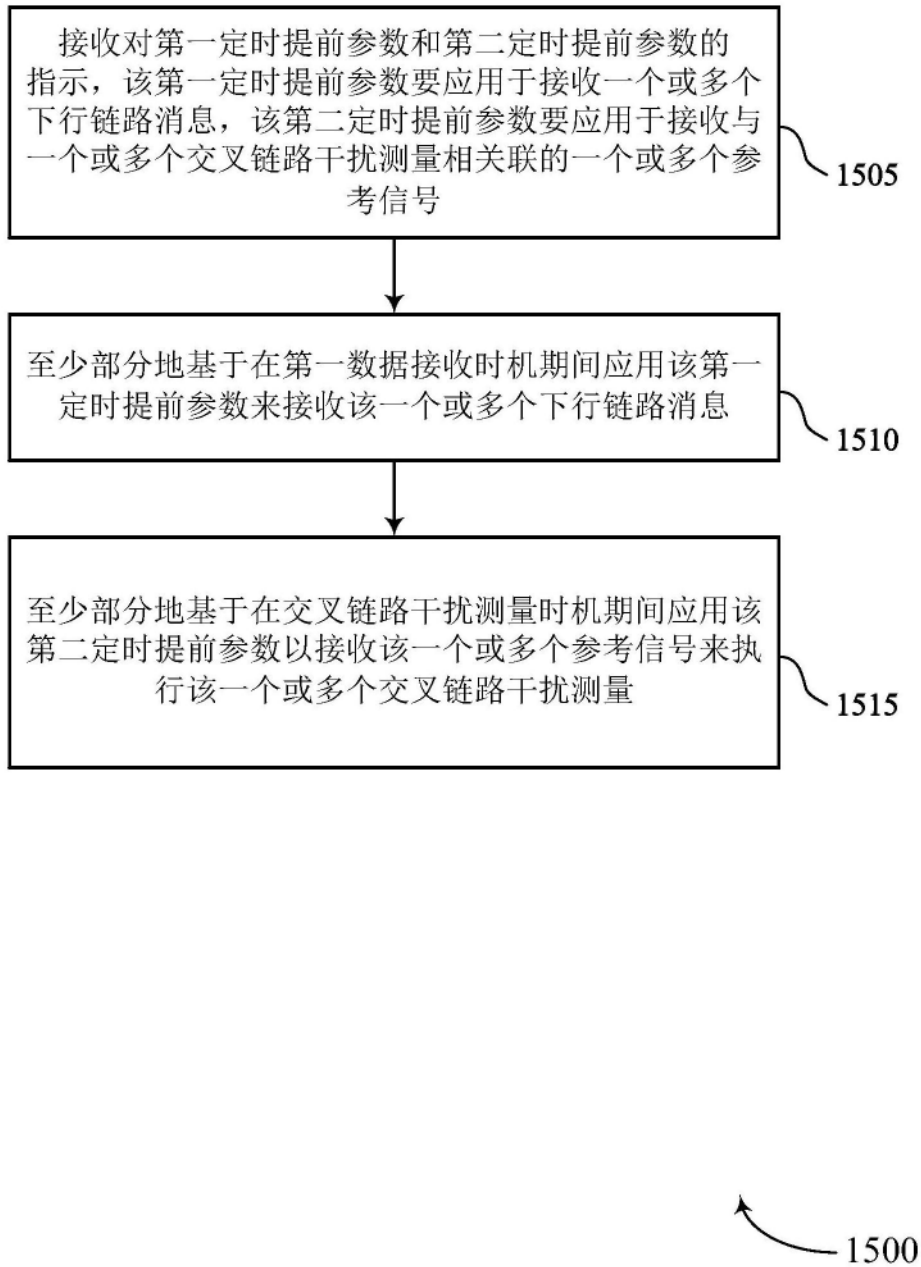 接收对第一定时提前参数和第二定时提前参数的
指示，该第一定时提前参数要应用于接收一个或多个
下行链路消息，该第二定时提前参数要应用于接收与
一个或多个交叉链路干扰测量相关联的一个或多个参
考信号
1505
至少部分地基于在第一数据接收时机期间应用该第一
定时提前参数来接收该一个或多个下行链路消息
1510
至少部分地基于在交叉链路干扰测量时机期间应用该
第二定时提前参数以接收该一个或多个参考信号来执
行该一个或多个交叉链路干扰测量
1515
1500